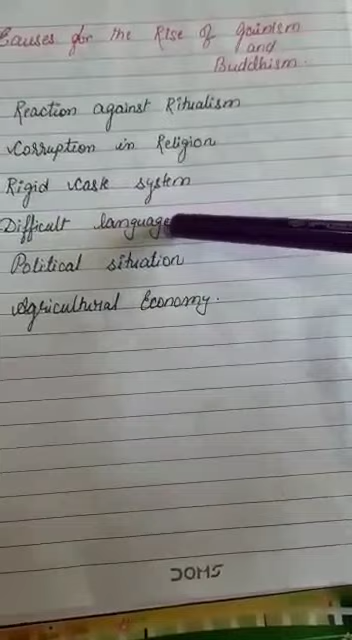 Causes for the Rise of Jainism
and
Buddhism.
Reaction against Ritualism
Corruption in Religion
Rigid Caste system
Difficult language
Political situation
Agricultural Economy.
DOMS